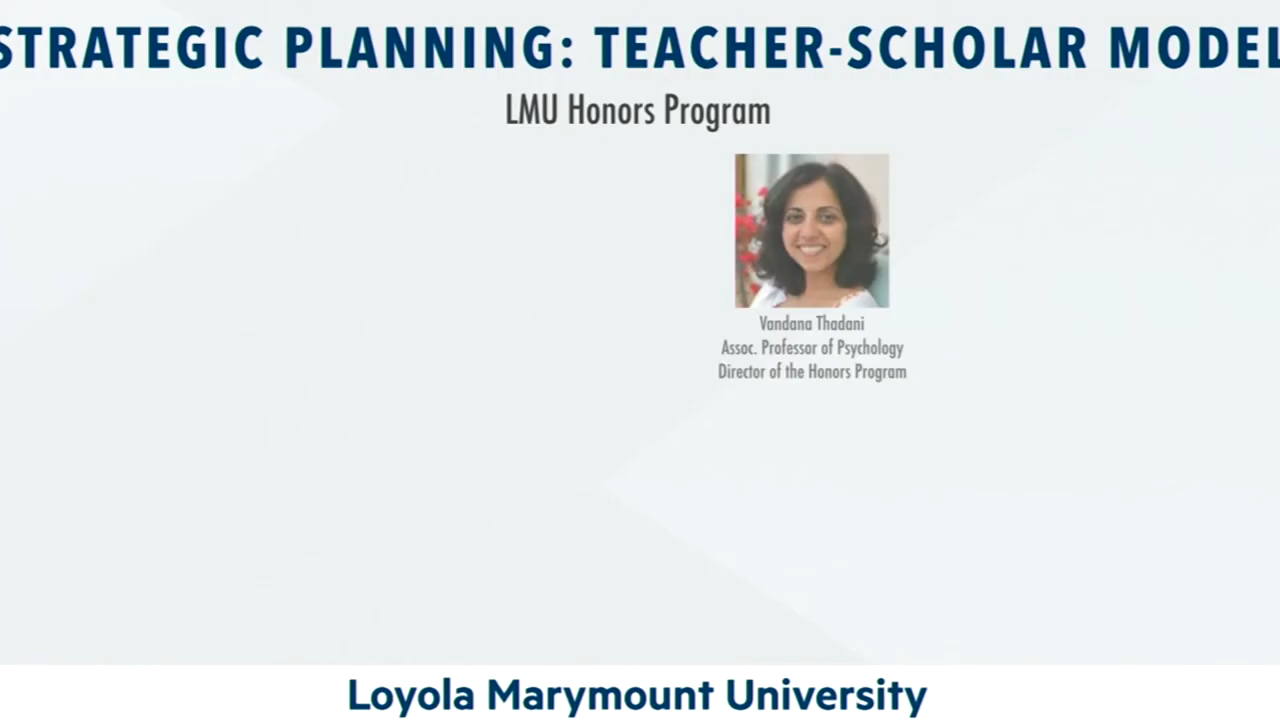 STRATEGIC PLANNING: TEACHER-SCHOLAR MODEL
LMU Honors Program
Vandana Thadani
Assoc. Professor of Psychology
Director of the Honors Program
Loyola Marymount University